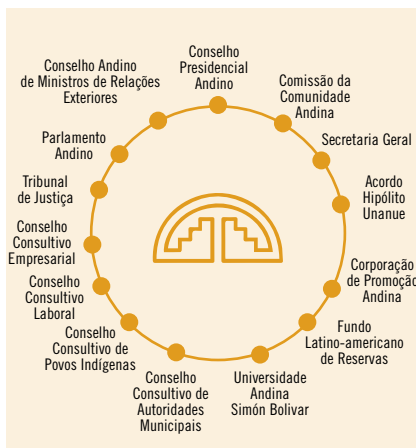 Conselho
Presidencial
Andino
Comissão da
Comunidade
Andina
Secretaria Geral
Acordo
Hipólito
Unanue
Corporação
de Promoção
Andina
Fundo
Latino-americano
de Reservas
Universidade
Andina
Simón Bolivar
Conselho
Consultivo de
Autoridades
Municipais
Conselho
Consultivo de
Povos Indígenas
Conselho
Consultivo
Laboral
Conselho
Consultivo
Empresarial
Tribunal
de Justiça
Parlamento
Andino
Conselho Andino
de Ministros de Relações
Exteriores